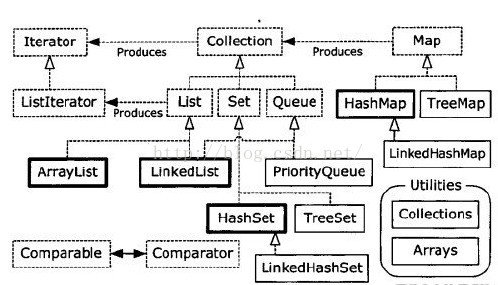 Iterator
Produces
Collection
Produces
Map
ListIterator
Produces
List
Set
Queue
HashMap
TreeMap
http://blog.csdn.net/
ArrayList
LinkedList
PriorityQueue
LinkedHashMap
Utilities
HashSet
TreeSet
Collections
Comparable
Comparator
Arrays
LinkedHashSet